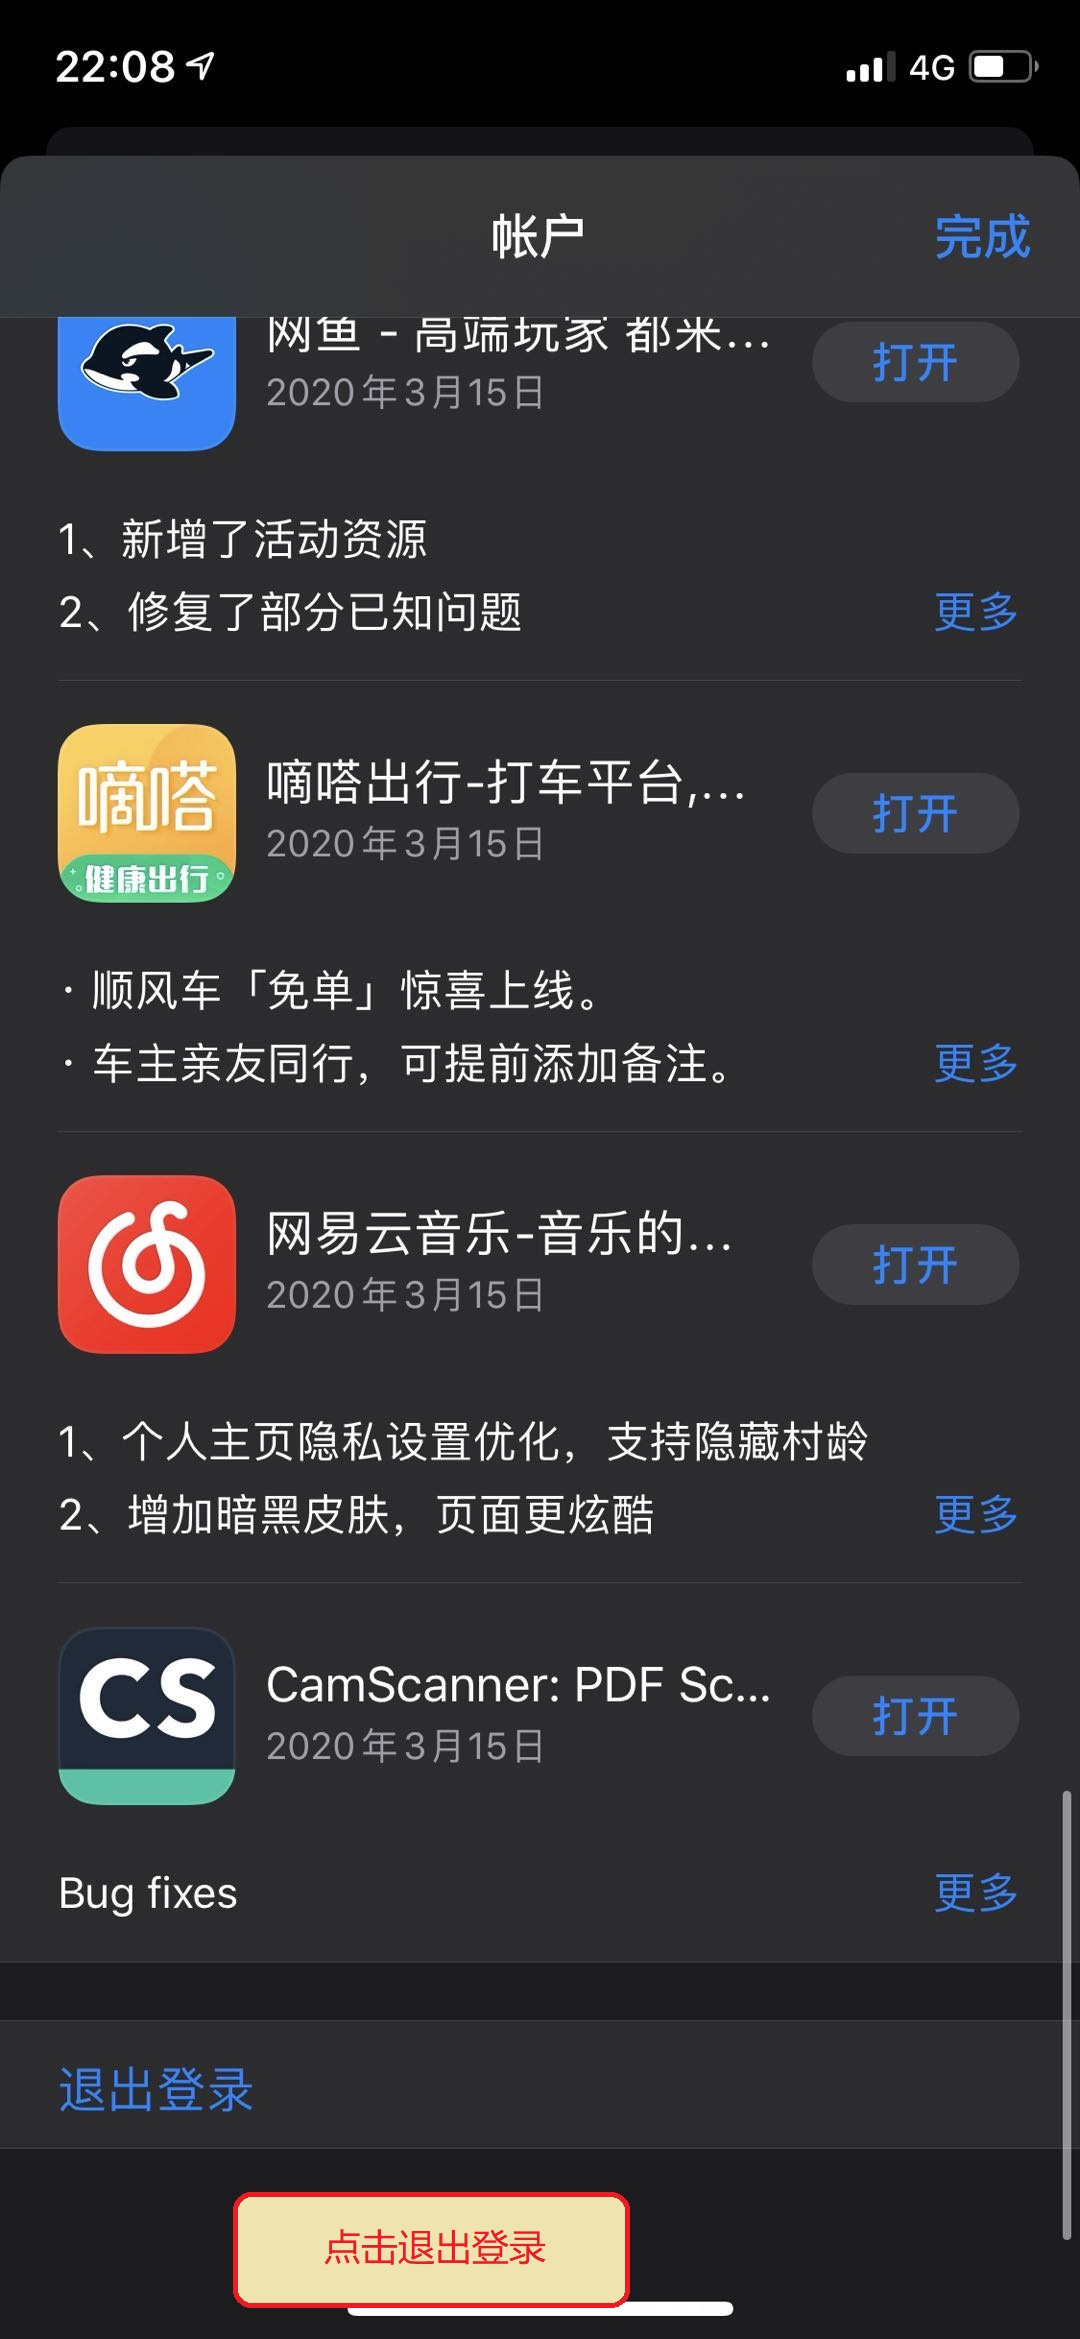 22:08
4G
帐户
完成
网鱼 - 高端玩家 都来...
2020年3月15日
打开
1、新增了活动资源
2、修复了部分已知问题
更多
嘀嗒
健康出行
嘀嗒出行-打车平台,...
2020年3月15日
打开
· 顺风车「免单」惊喜上线。
· 车主亲友同行，可提前添加备注。
更多
网易云音乐-音乐的...
2020年3月15日
打开
1、个人主页隐私设置优化，支持隐藏村龄
2、增加暗黑皮肤，页面更炫酷
更多
CS
CamScanner: PDF Sc...
2020年3月15日
打开
Bug fixes
更多
退出登录
点击退出登录